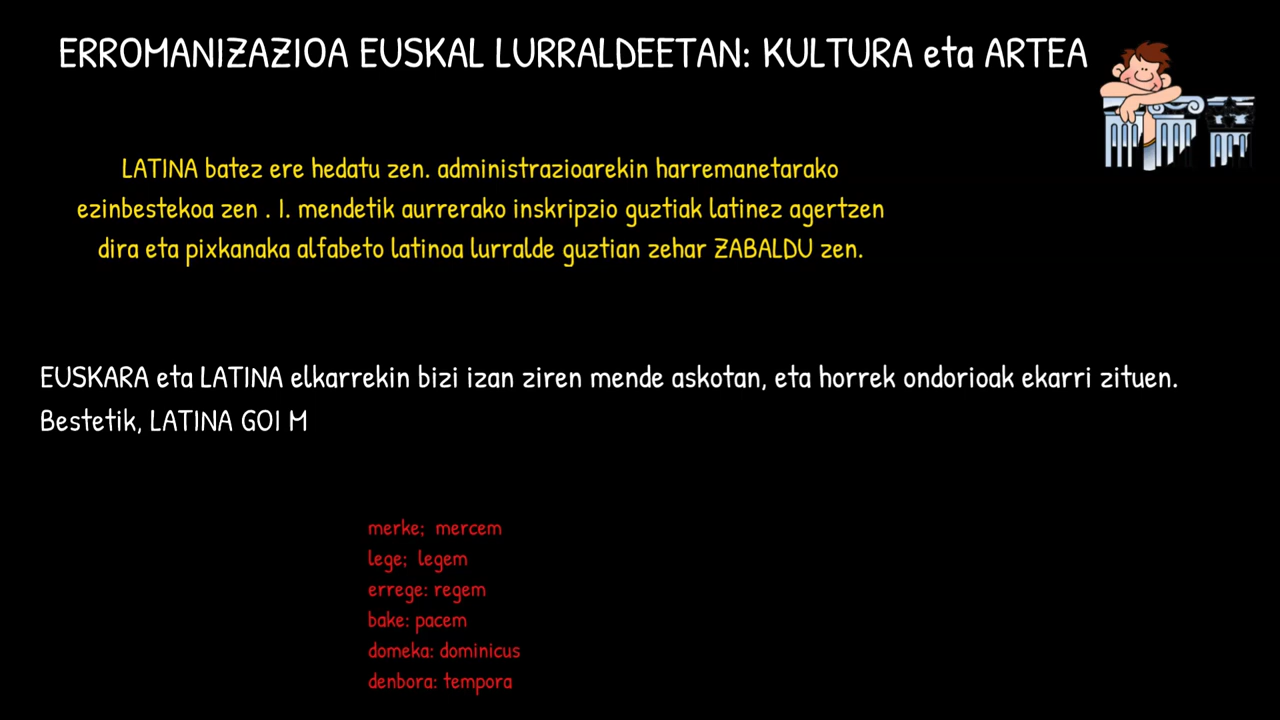 ERROMANIZAZIOA EUSKAL LURRALDEETAN: KULTURA eta ARTEA
LATINA batez ere hedatu zen. administrazioarekin harremanetarako
ezinbestekoa zen . I. mendetik aurrerako inskripzio guztiak latinez agertzen
dira eta pixkanaka alfabeto latinoa lurralde guztian zehar ZABALDU zen.
EUSKARA eta LATINA elkarrekin bizi izan ziren mende askotan, eta horrek ondorioak ekarri zituen.
Bestetik, LATINA GOI M
merke;  mercem
lege;  legem
errege: regem
bake: pacem
domeka: dominicus
denbora: tempora